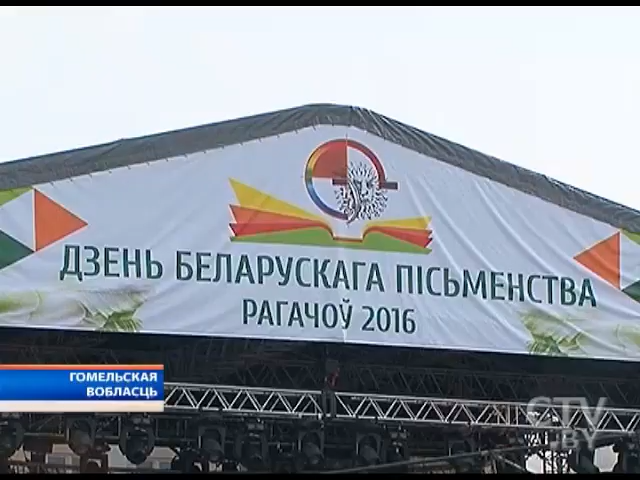 ДЗЕНЬ БЕЛАРУСКАГА ПІСЬМЕНСТВА
РАГАЧОЎ 2016
ГОМЕЛЬСКАЯ
ВОБЛАСЦЬ
CTV
BY